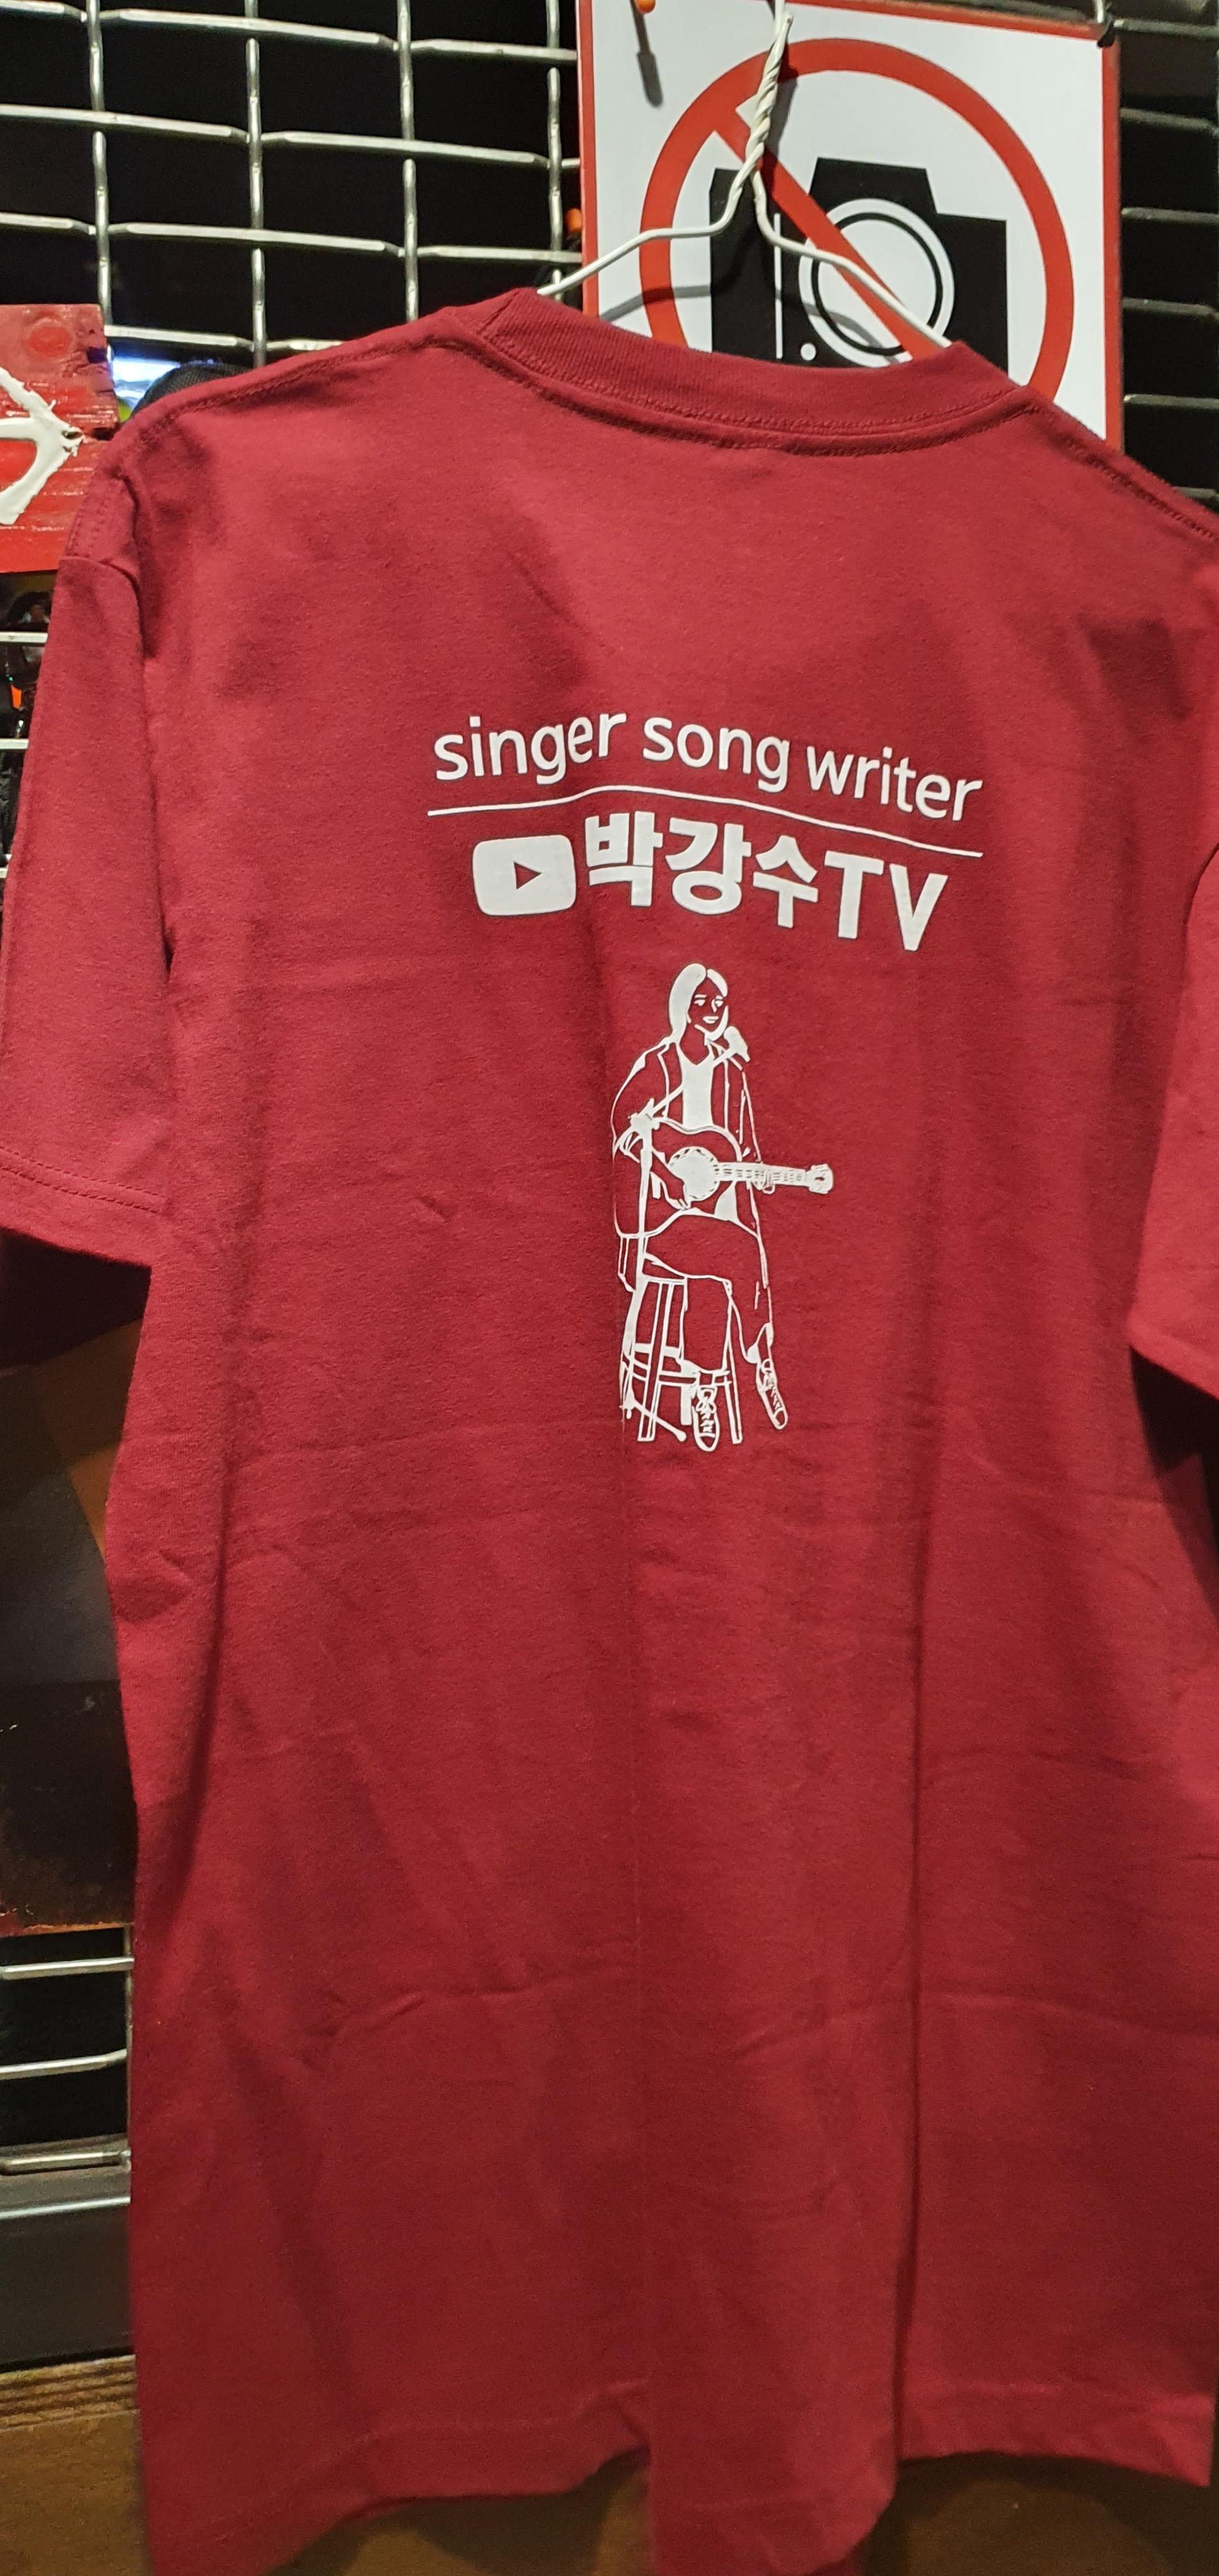 singer song writer
박강수TV